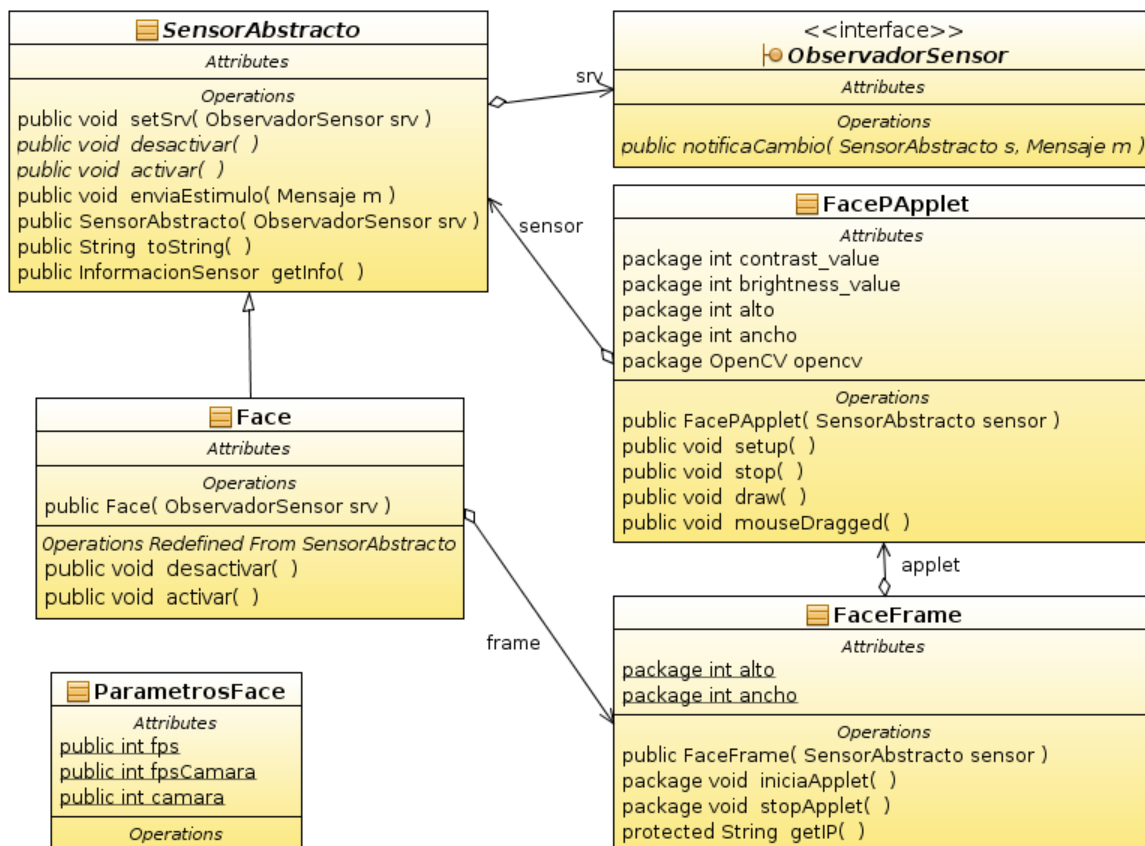 SensorAbstracto
Attributes
Operations
public void setSrv( ObservadorSensor srv )
public void desactivar( )
public void activar( )
public void enviaEstimulo( Mensaje m )
public SensorAbstracto( ObservadorSensor srv )
public String toString( )
public InformacionSensor getInfo( )
srv
<<interface>>
ObservadorSensor
Attributes
Operations
public notificaCambio( SensorAbstracto s, Mensaje m )
sensor
FacePApplet
Attributes
package int contrast_value
package int brightness_value
package int alto
package int ancho
package OpenCV opencv
Operations
public FacePApplet( SensorAbstracto sensor )
public void setup( )
public void stop( )
public void draw( )
public void mouseDragged( )
Face
Attributes
Operations
public Face( ObservadorSensor srv )
Operations Redefined From SensorAbstracto
public void desactivar( )
public void activar( )
frame
applet
FaceFrame
Attributes
package int alto
package int ancho
Operations
public FaceFrame( SensorAbstracto sensor )
package void iniciaApplet( )
package void stopApplet( )
protected String getIP( )
ParametrosFace
Attributes
public int fps
public int fpsCamara
public int camara
Operations